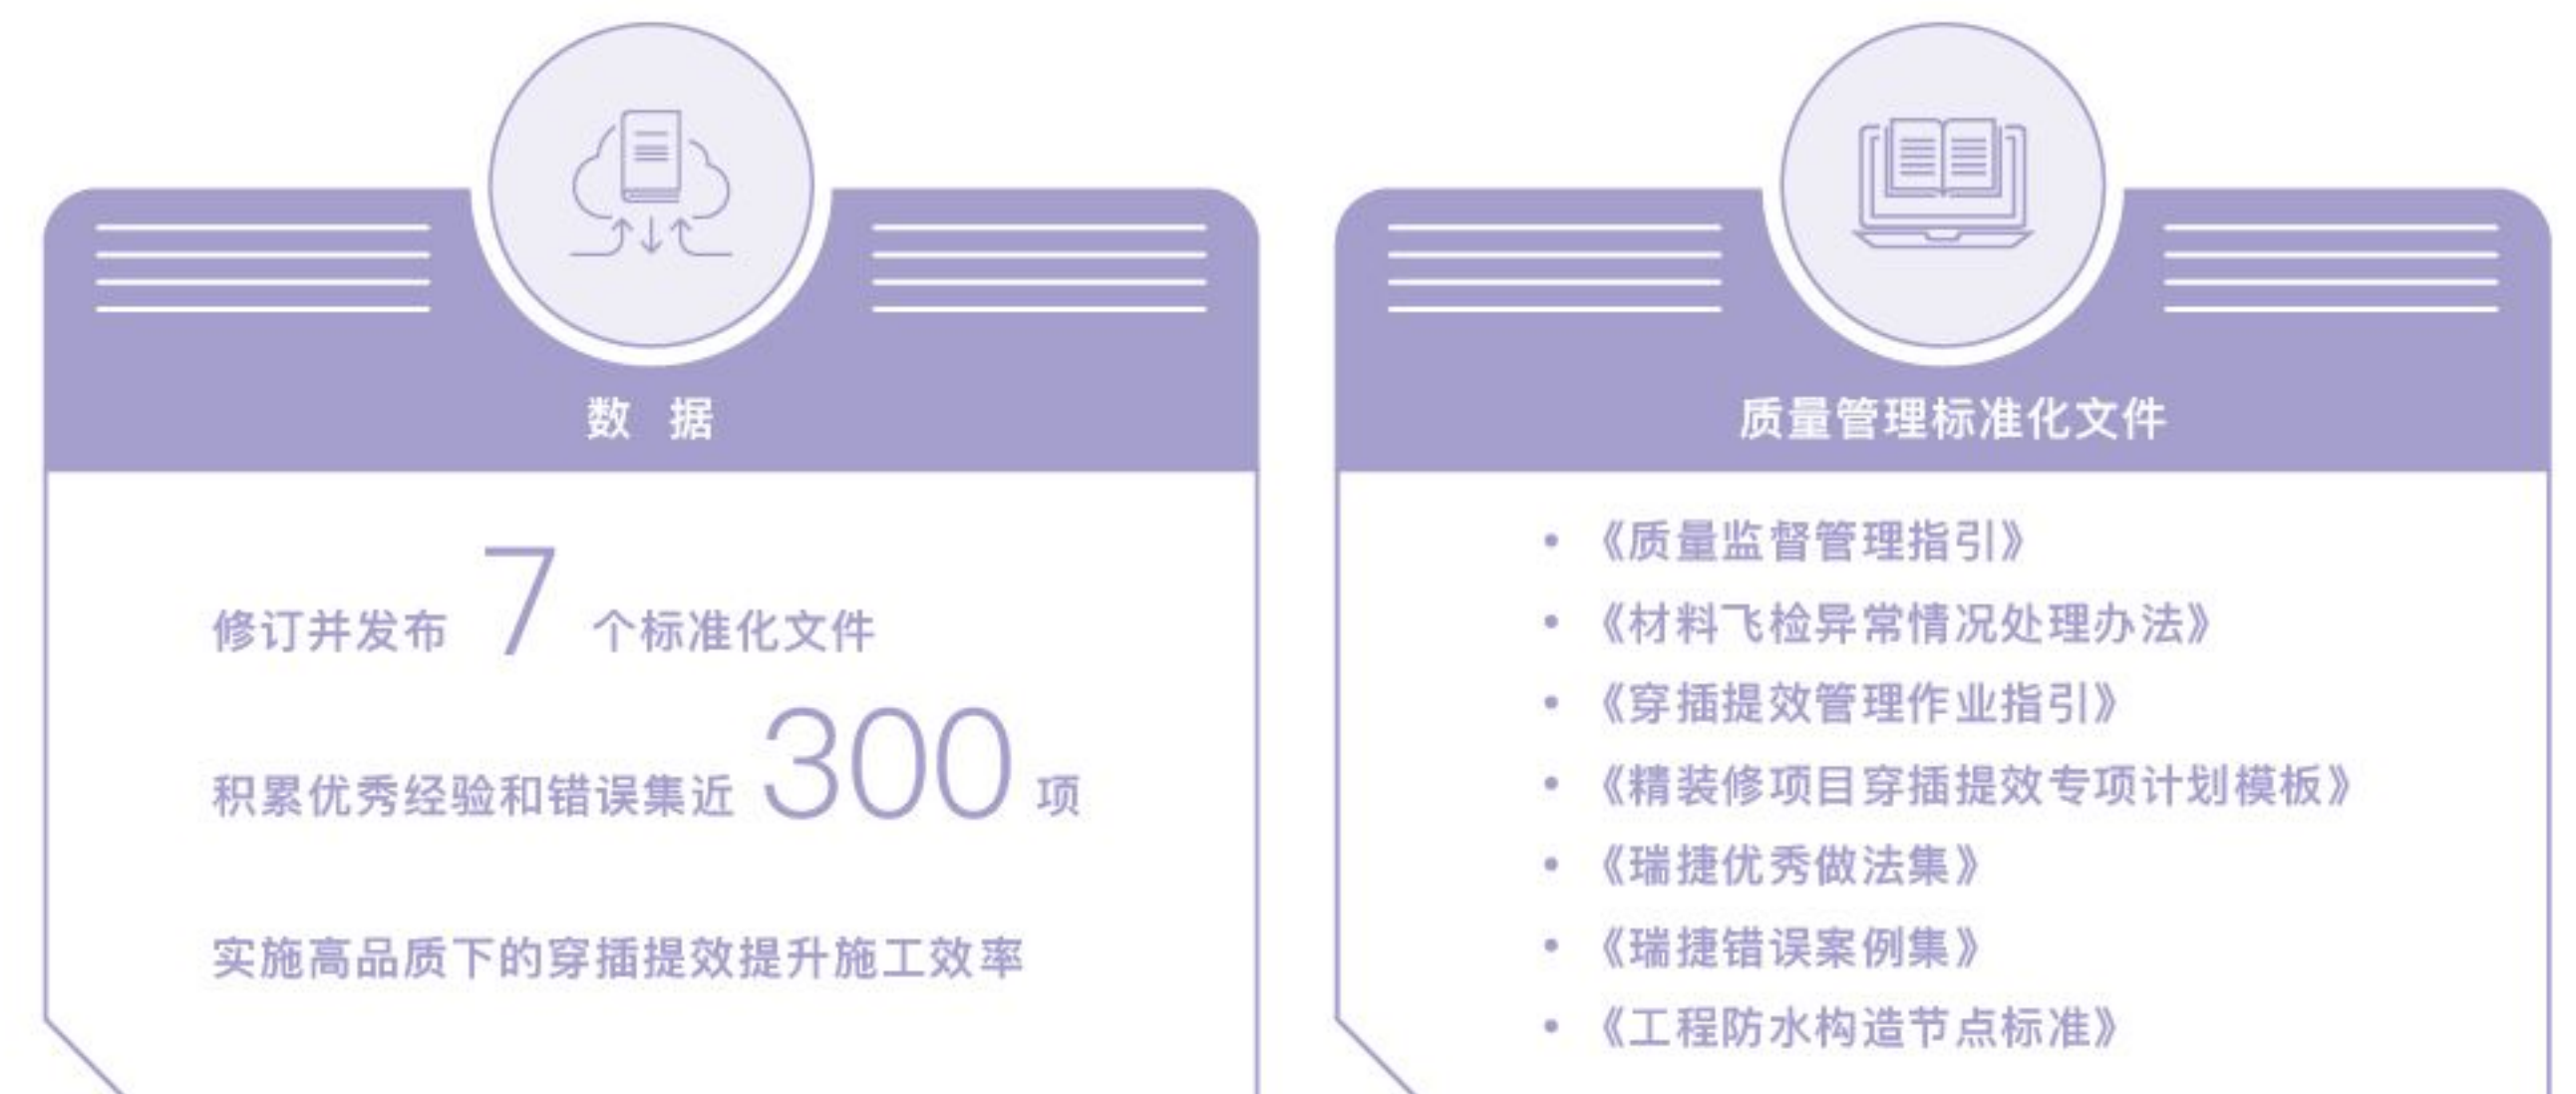 数 据
修订并发布 7 个标准化文件
积累优秀经验和错误集近 300 项
实施高品质下的穿插提效提升施工效率
质量管理标准化文件
• 《质量监督管理指引》
• 《材料飞检异常情况处理办法》
• 《穿插提效管理作业指引》
• 《精装修项目穿插提效专项计划模板》
• 《瑞捷优秀做法集》
• 《瑞捷错误案例集》
• 《工程防水构造节点标准》